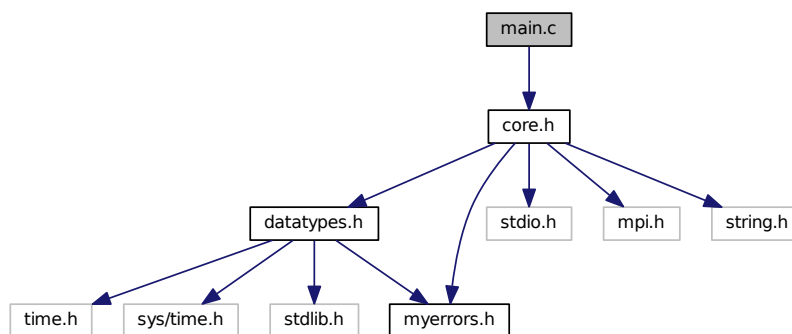 main.c
core.h
datatypes.h
stdio.h
mpi.h
string.h
time.h
sys/time.h
stdlib.h
myerrors.h